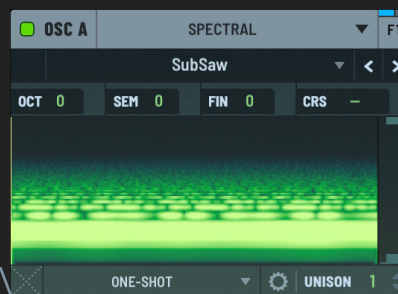 OSC A SPECTRAL
SubSaw
OCT 0 SEM 0 FIN 0 CRS –
ONE-SHOT UNISON 1